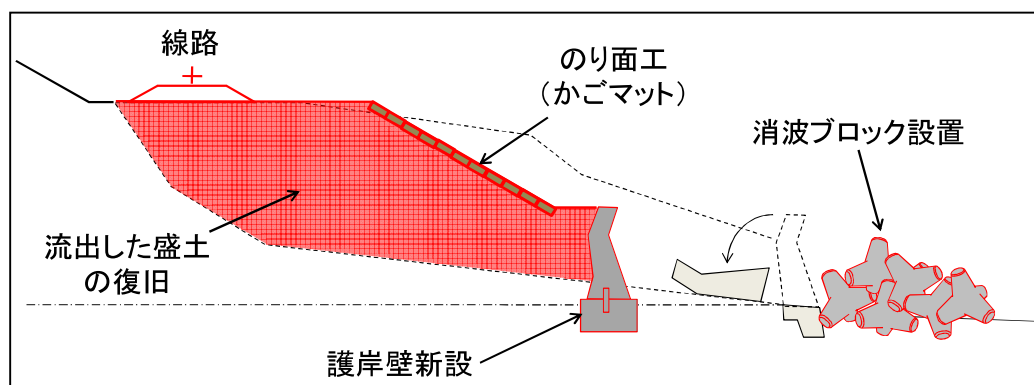 線路
のり面工
(かごマット)
消波ブロック設置
流出した盛土
の復旧
護岸壁新設